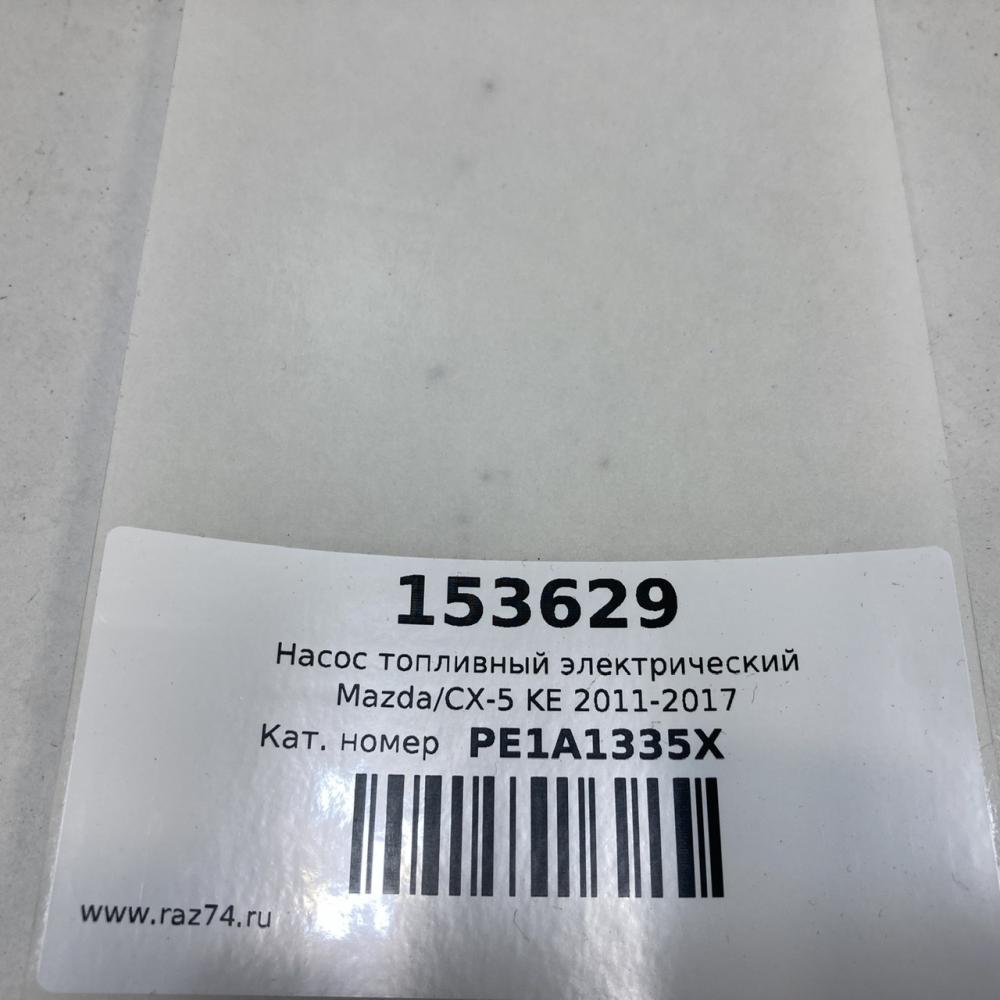 153629
Насос топливный электрический
Mazda/CX-5 KE 2011-2017
Кат. номер PE1A1335X
www.raz74.ru